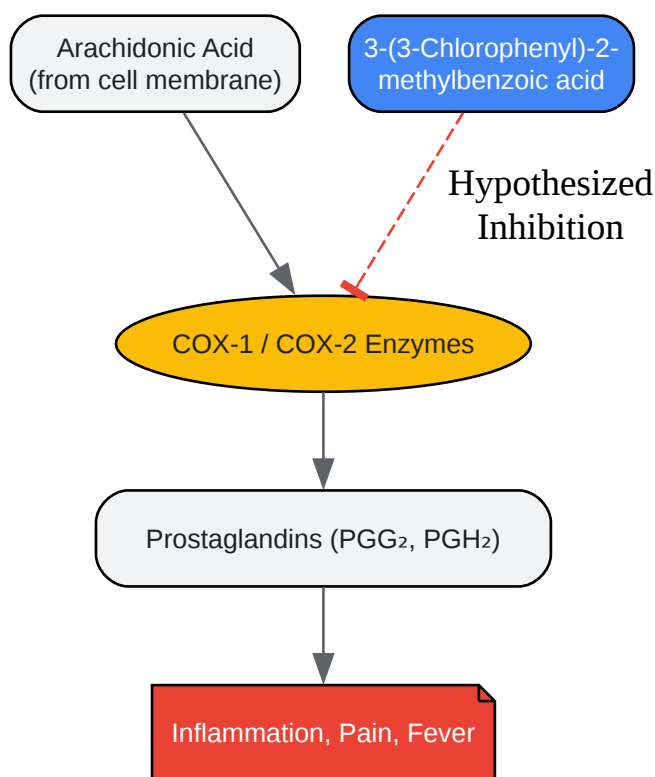 Arachidonic Acid
(from cell membrane)
3-(3-Chlorophenyl)-2-
methylbenzoic acid
Hypothesized
Inhibition
COX-1 / COX-2 Enzymes
Prostaglandins (PGG₂, PGH₂)
Inflammation, Pain, Fever